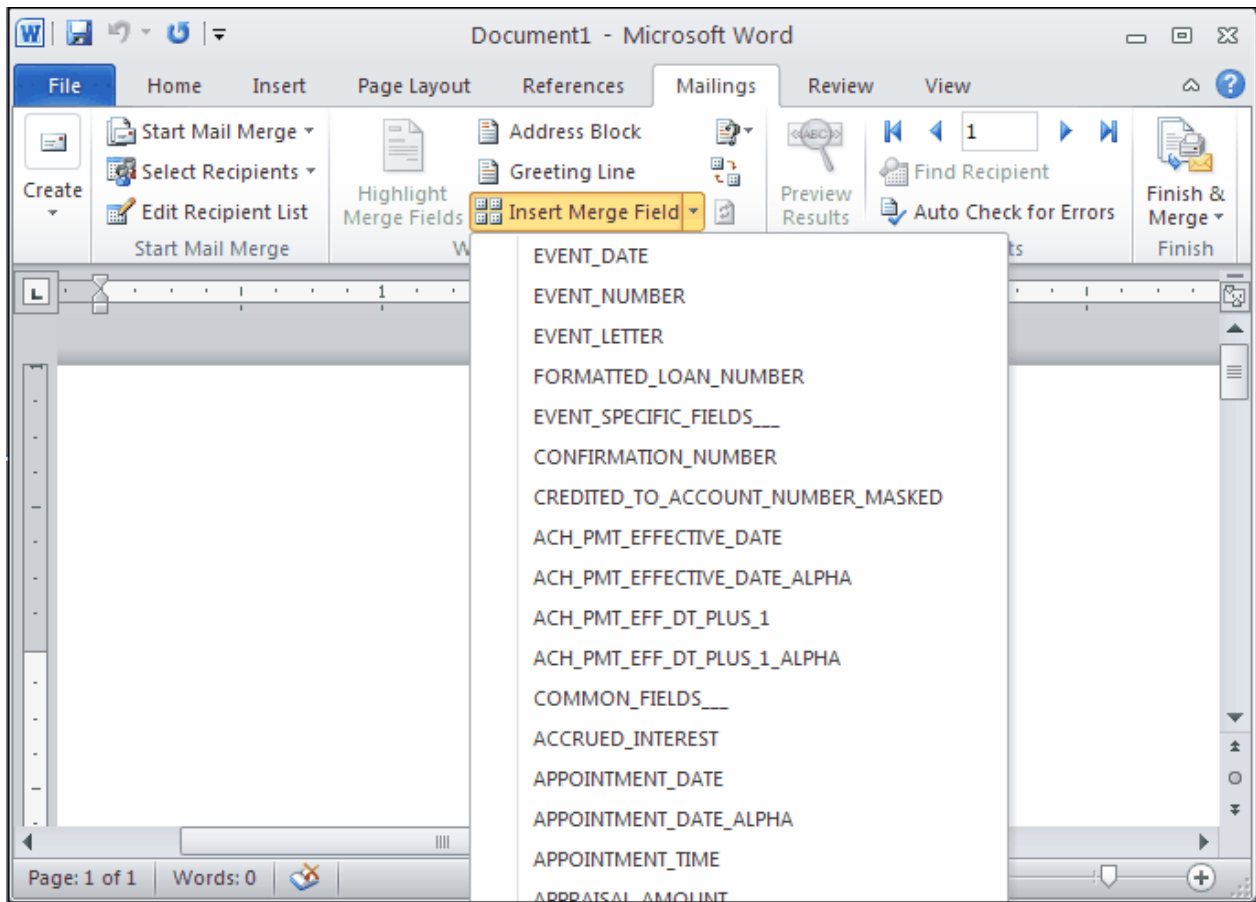 Document1 - Microsoft Word
File Home Insert Page Layout References Mailings Review View
Create
Start Mail Merge
Select Recipients
Edit Recipient List
Start Mail Merge
Highlight
Merge Fields
Address Block
Greeting Line
Insert Merge Field
ABC
Preview
Results
1
Find Recipient
Auto Check for Errors
Finish &
Merge
Finish
1
EVENT_DATE
EVENT_NUMBER
EVENT_LETTER
FORMATTED_LOAN_NUMBER
EVENT_SPECIFIC_FIELDS___
CONFIRMATION_NUMBER
CREDITED_TO_ACCOUNT_NUMBER_MASKED
ACH_PMT_EFFECTIVE_DATE
ACH_PMT_EFFECTIVE_DATE_ALPHA
ACH_PMT_EFF_DT_PLUS_1
ACH_PMT_EFF_DT_PLUS_1_ALPHA
COMMON_FIELDS___
ACCRUED_INTEREST
APPOINTMENT_DATE
APPOINTMENT_DATE_ALPHA
APPOINTMENT_TIME
APPRAISAL_AMOUNT
Page: 1 of 1 Words: 0